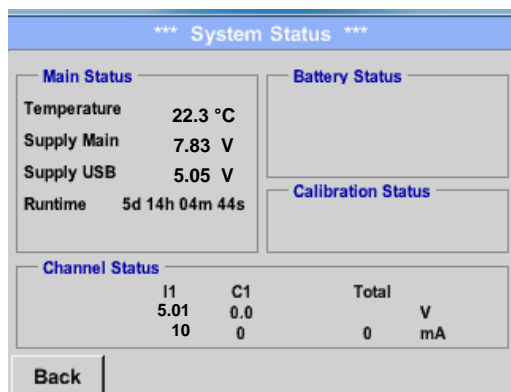 *** System Status ***
Main Status
Temperature 22.3 °C
Supply Main 7.83 V
Supply USB 5.05 V
Runtime 5d 14h 04m 44s
Battery Status
Calibration Status
Channel Status
I1 C1 Total
5.01 0.0 V
10 0 0 mA
Back